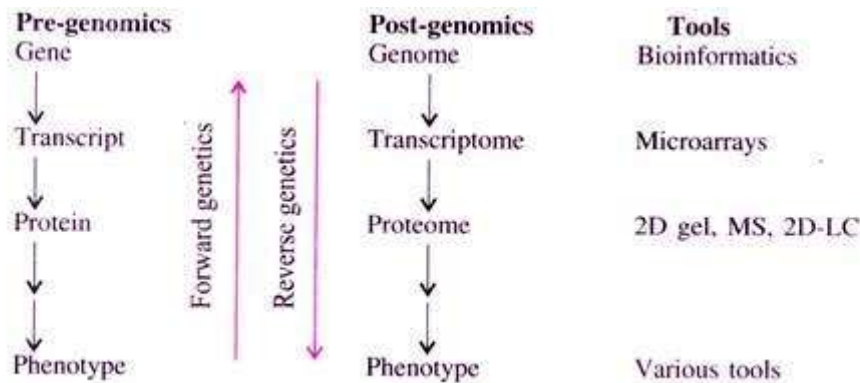 Pre-genomics Post-genomics Tools
Gene Genome Bioinformatics
Transcript Transcriptome Microarrays
Forward genetics
Reverse genetics
Protein Proteome 2D gel, MS, 2D-LC
Phenotype Phenotype Various tools